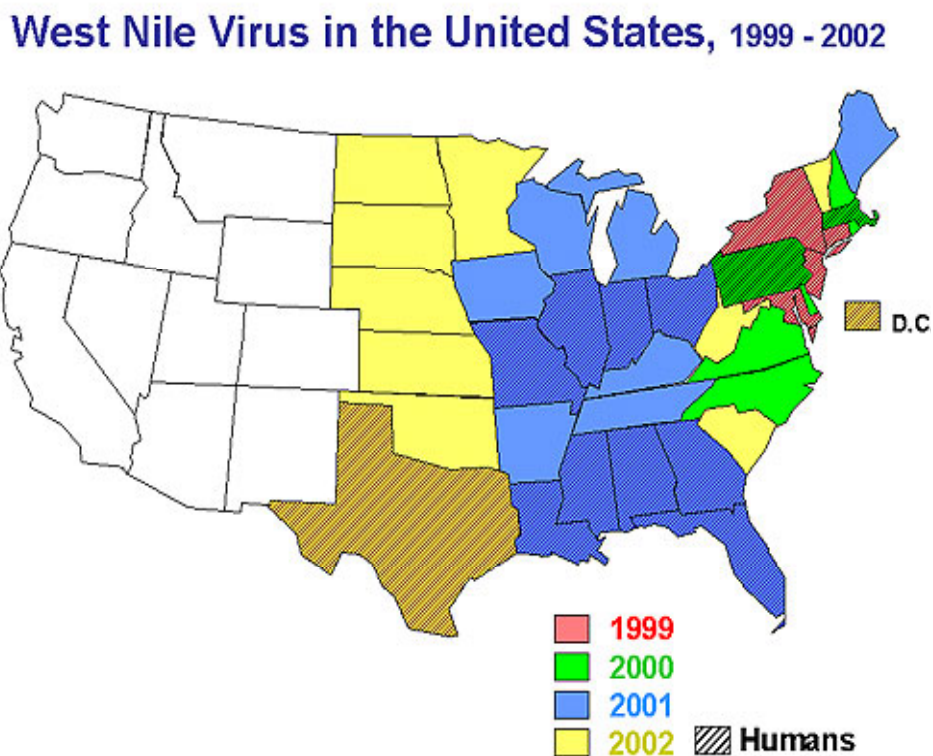 West Nile Virus in the United States, 1999 - 2002
D.C
1999
2000
2001
2002
Humans